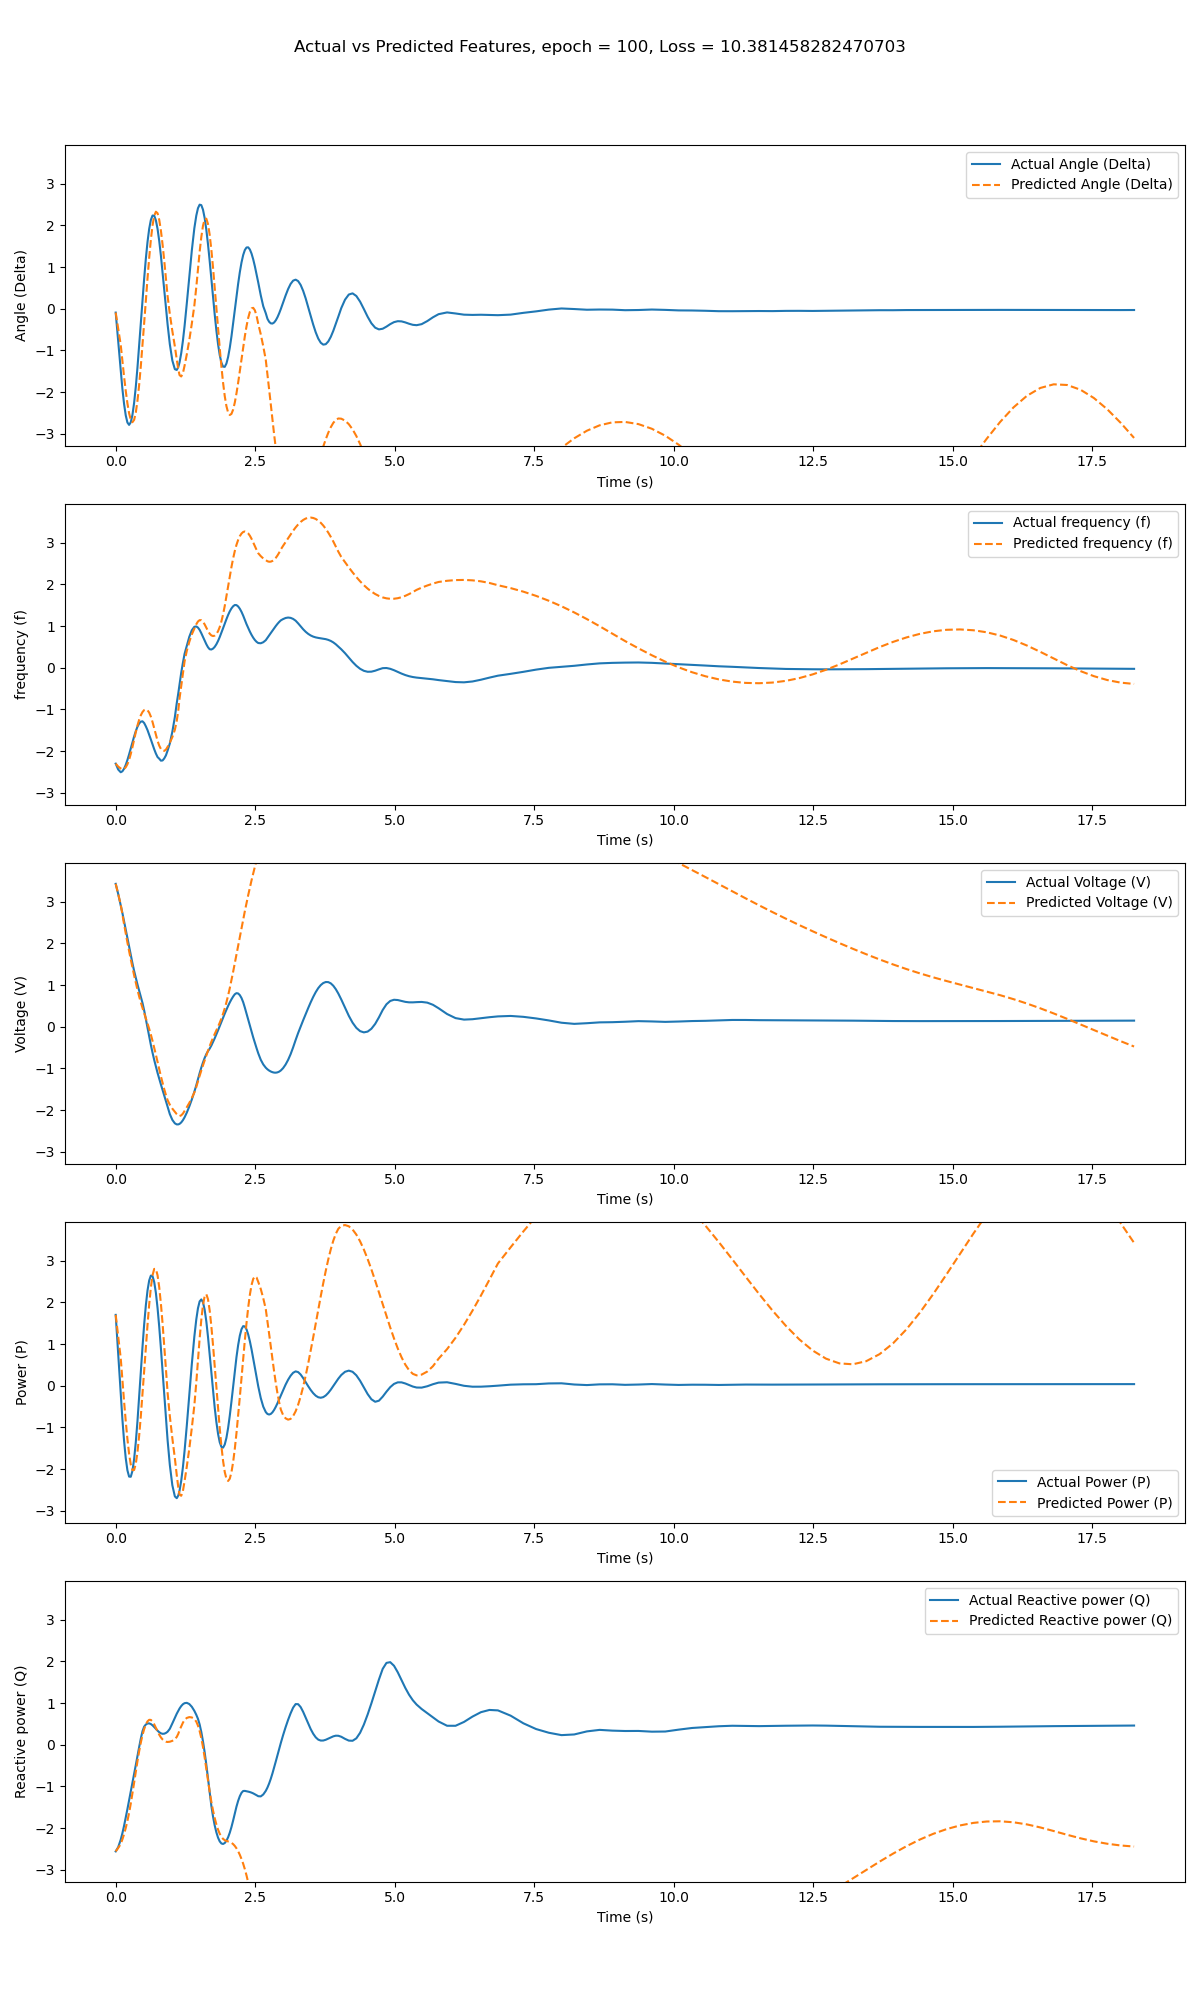 Actual vs Predicted Features, epoch = 100, Loss = 10.381458282470703
Angle (Delta)
3
2
1
0
−1
−2
−3
Actual Angle (Delta)
Predicted Angle (Delta)
0.0 2.5 5.0 7.5 10.0 12.5 15.0 17.5
Time (s)
frequency (f)
3
2
1
0
−1
−2
−3
Actual frequency (f)
Predicted frequency (f)
0.0 2.5 5.0 7.5 10.0 12.5 15.0 17.5
Time (s)
Voltage (V)
3
2
1
0
−1
−2
−3
Actual Voltage (V)
Predicted Voltage (V)
0.0 2.5 5.0 7.5 10.0 12.5 15.0 17.5
Time (s)
Power (P)
3
2
1
0
−1
−2
−3
Actual Power (P)
Predicted Power (P)
0.0 2.5 5.0 7.5 10.0 12.5 15.0 17.5
Time (s)
Reactive power (Q)
3
2
1
0
−1
−2
−3
Actual Reactive power (Q)
Predicted Reactive power (Q)
0.0 2.5 5.0 7.5 10.0 12.5 15.0 17.5
Time (s)